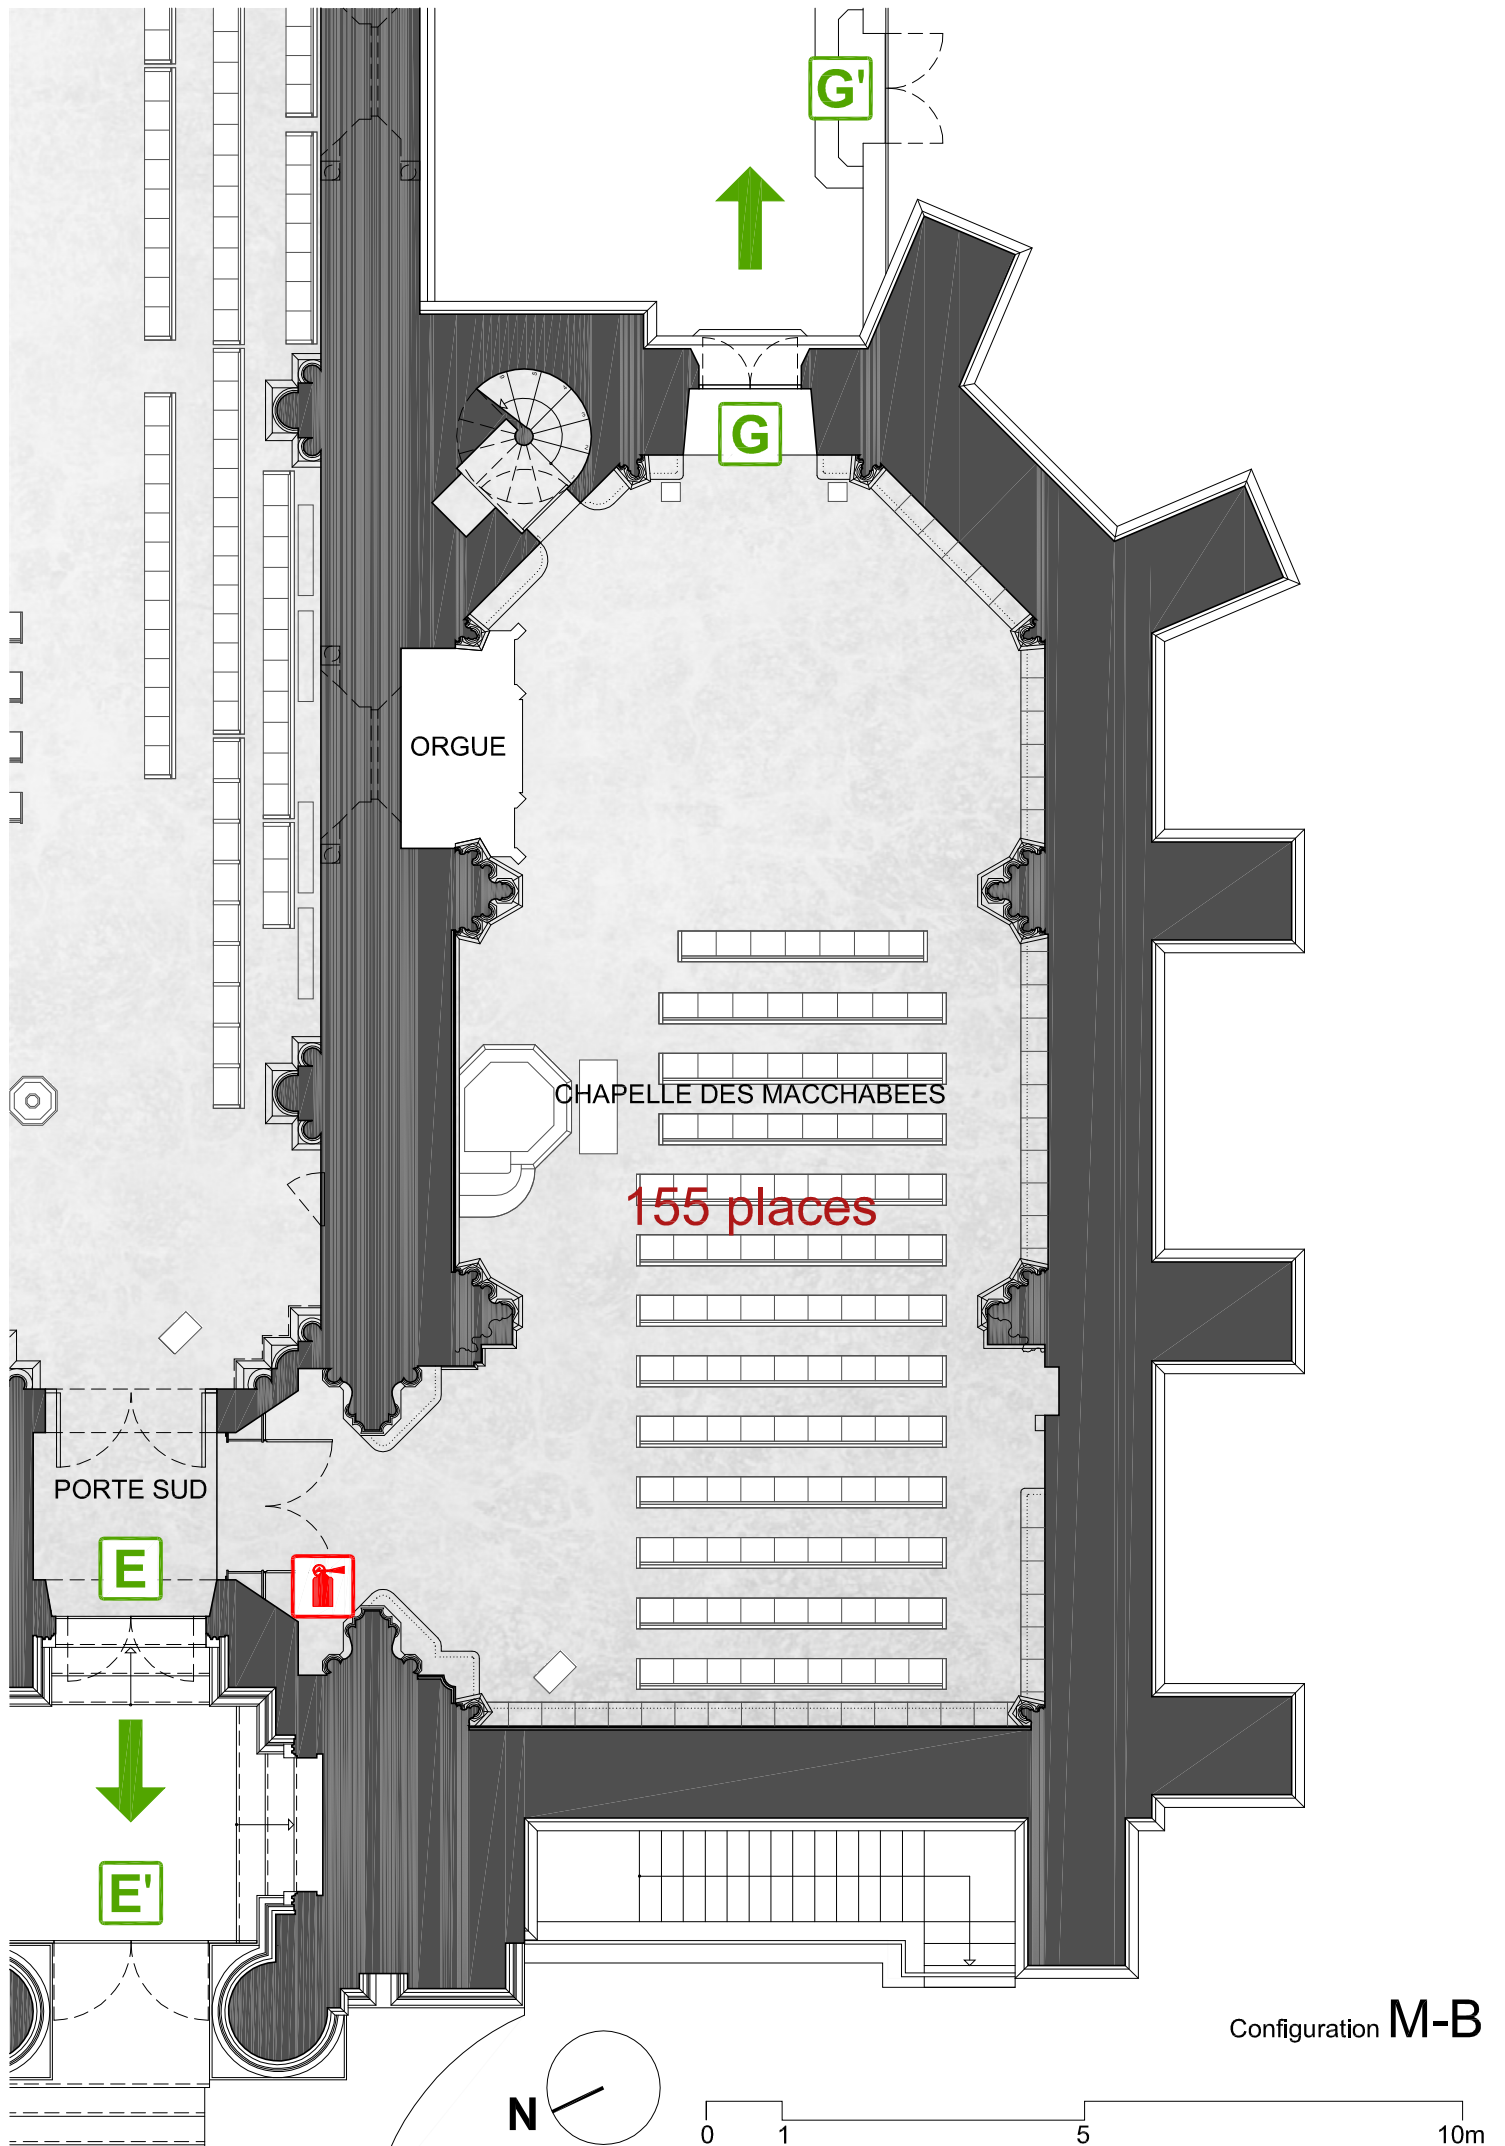 G'
G
ORGUE
CHAPELLE DES MACCHABEES
155 places
PORTE SUD
E
E'
Configuration M-B
N
0 1 5 10m